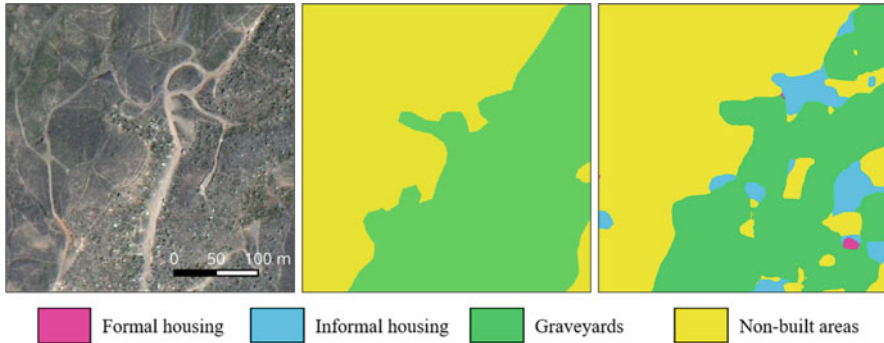 0 50 100 m
Formal housing
Informal housing
Graveyards
Non-built areas